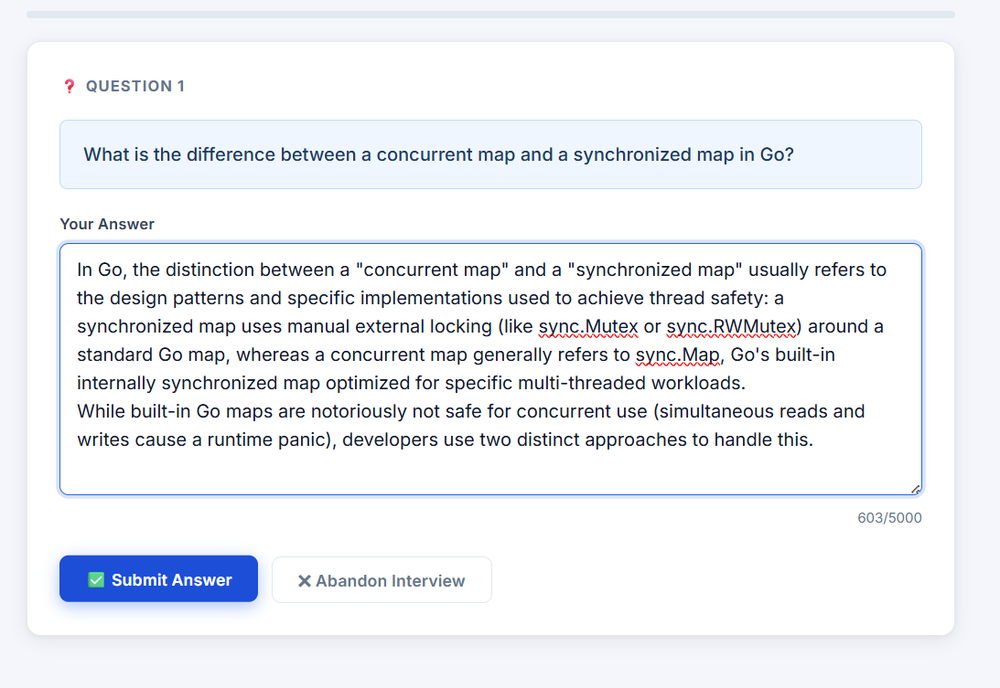 ❓ QUESTION 1
What is the difference between a concurrent map and a synchronized map in Go?
Your Answer
In Go, the distinction between a "concurrent map" and a "synchronized map" usually refers to
the design patterns and specific implementations used to achieve thread safety: a
synchronized map uses manual external locking (like sync.Mutex or sync.RWMutex) around a
standard Go map, whereas a concurrent map generally refers to sync.Map, Go's built-in
internally synchronized map optimized for specific multi-threaded workloads.
While built-in Go maps are notoriously not safe for concurrent use (simultaneous reads and
writes cause a runtime panic), developers use two distinct approaches to handle this.
603/5000
✅ Submit Answer
❌ Abandon Interview